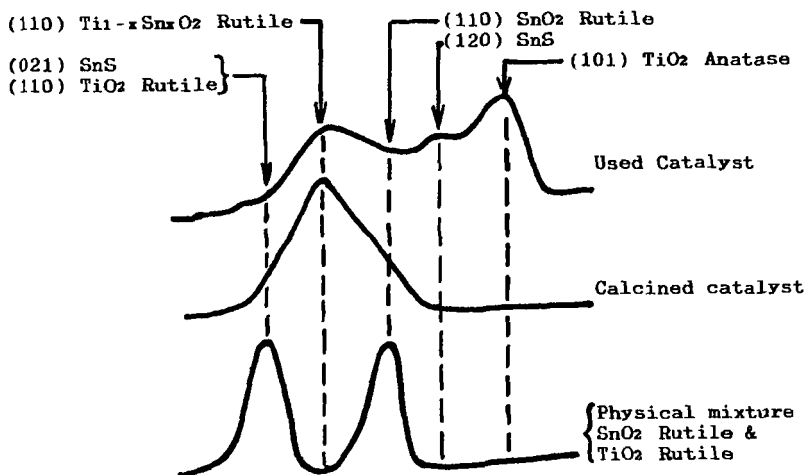 (110) Ti1-xSnxO2 Rutile
(110) SnO2 Rutile
(120) SnS
(101) TiO2 Anatase
(021) SnS
(110) TiO2 Rutile
Used Catalyst
Calcined catalyst
Physical mixture
SnO2 Rutile &
TiO2 Rutile